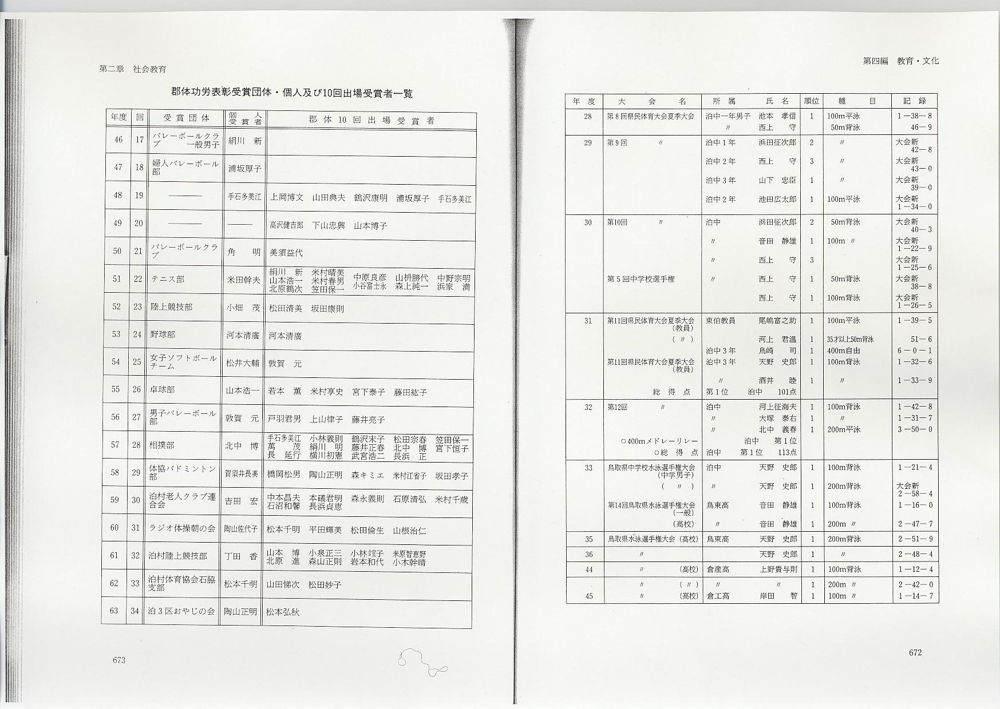 第四編　教育・文化
年度　大会名　所属　氏名　順位　種目　記録
28　第8回県民体育大会夏季大会　泊中一年男子　池本　孝信　1　100m平泳　1－38－8
〃　西上　守　1　50m背泳　46－9
29　第9回　〃　泊中1年　浜田征次郎　2　〃　大会新
42－8
泊中2年　西上　守　3　〃　大会新
43－0
泊中3年　山下　忠臣　1　〃　大会新
39－0
泊中2年　池田広太郎　1　100m平泳　大会新
1－34－0
30　第10回　〃　泊中　浜田征次郎　2　50m背泳　大会新
40－3
〃　音田　静雄　1　100m　〃　大会新
1－22－9
〃　西上　守　3　大会新
1－25－6
第5回中学校選手権　〃　西上　守　1　50m背泳　大会新
38－8
西上　守　1　100m背泳　大会新
1－26－5
31　第11回県民体育大会夏季大会　東伯教員　尾嶋富之助　1　100m平泳　1－39－5
（教員）
（〃）　河上　君温　1　35才以上50m背泳　51－6
泊中3年　鳥崎　司　1　400m自由　6－0－1
第11回県民体育大会夏季大会　泊中3年　天野　史郎　1　100m背泳　1－32－6
（教員）
〃　酒井　睦　1　〃　1－33－9
総得点　第1位　泊中　101点
32　第12回　〃　泊中　河上征海夫　1　100m背泳　1－42－8
〃　大塚　泰右　1　〃　1－31－7
〃　北中　義春　1　200m平泳　3－50－0
○400mメドレーリレー　泊中　第1位
○総得点　泊中　第1位　113点
33　鳥取県中学校水泳選手権大会　泊中　天野　史郎　1　100m背泳　1－21－4
（中学男子）
（〃）　〃　天野　史郎　1　200m背泳　大会新
2－58－4
第14回鳥取県水泳選手権大会　鳥東高　音田　静雄　1　100m背泳　1－16－0
（一般）
（高校）　〃　音田　静雄　1　200m　〃　2－47－7
35　鳥取県水泳選手権大会（高校）　鳥東高　天野　史郎　1　200m背泳　2－51－9
36　〃　天野　史郎　1　〃　2－48－4
44　〃　（高校）　倉産高　上野貴与則　1　100m背泳　1－12－4
〃　（〃）　〃　〃　1　200m　〃　2－42－0
45　〃　（高校）　倉工高　岸田　智　1　100m　〃　1－14－7
672
第二章　社会教育
郡体功労表彰受賞団体・個人及び10回出場受賞者一覧
年度　回　受賞団体　個人受賞者　郡体10回出場受賞者
46　17　バレーボールクラブ　一般男子　絹川　新
47　18　婦人バレーボール部　浦坂厚子
48　19　――　手石多美江　上岡博文　山田典夫　鶴沢康明　浦坂厚子　手石多美江
49　20　――　――　高沢健吉郎　下山忠興　山本博子
50　21　バレーボールクラブ　角　明　美須益代
51　22　テニス部　米田幹夫　絹川　新　米村晴美　中原良彦　山枡勝代　中野宗明
山本浩一　米村春男　小谷富士永　森上純一　浜家　満
北原鶴次　笠田保一
52　23　陸上競技部　小畑　茂　松田清美　坂田康則
53　24　野球部　河本清廣　河本清廣
54　25　女子ソフトボールチーム　松井大輔　敦賀　元
55　26　卓球部　山本浩一　若本　薫　米村享史　宮下泰子　藤田紘子
56　27　男子バレーボール部　敦賀　元　戸羽君男　上山律子　藤井亮子
57　28　相撲部　北中　博　手石多美江　小林義則　鶴沢末子　松田宗春　笠田保一
萬　茂　絹川　明　藤井正春　北中　博　宮下恒子
長　延行　横川初憲　武宮浩二　長浜　正
58　29　体協バドミントン部　賀須井長美　橋岡松男　陶山正明　森キミエ　米村江省子　坂田孝子
59　30　泊村老人クラブ連合会　吉田　宏　中本昌夫　本礒君明　森永義則　石原清弘　米村千歳
石沼和馨　長浜貞恵
60　31　ラジオ体操朝の会　陶山佐代子　松本千明　平田輝美　松田倫生　山根治仁
61　32　泊村陸上競技部　丁田　香　山本　博　小泉正三　小林竩子　米原智恵野
北原　進　森山正則　岩本和代　小木幹晴
62　33　泊村体育協会石脇支部　松本千明　山田悌次　松田妙子
63　34　泊3区おやじの会　陶山正明　松本弘秋
673